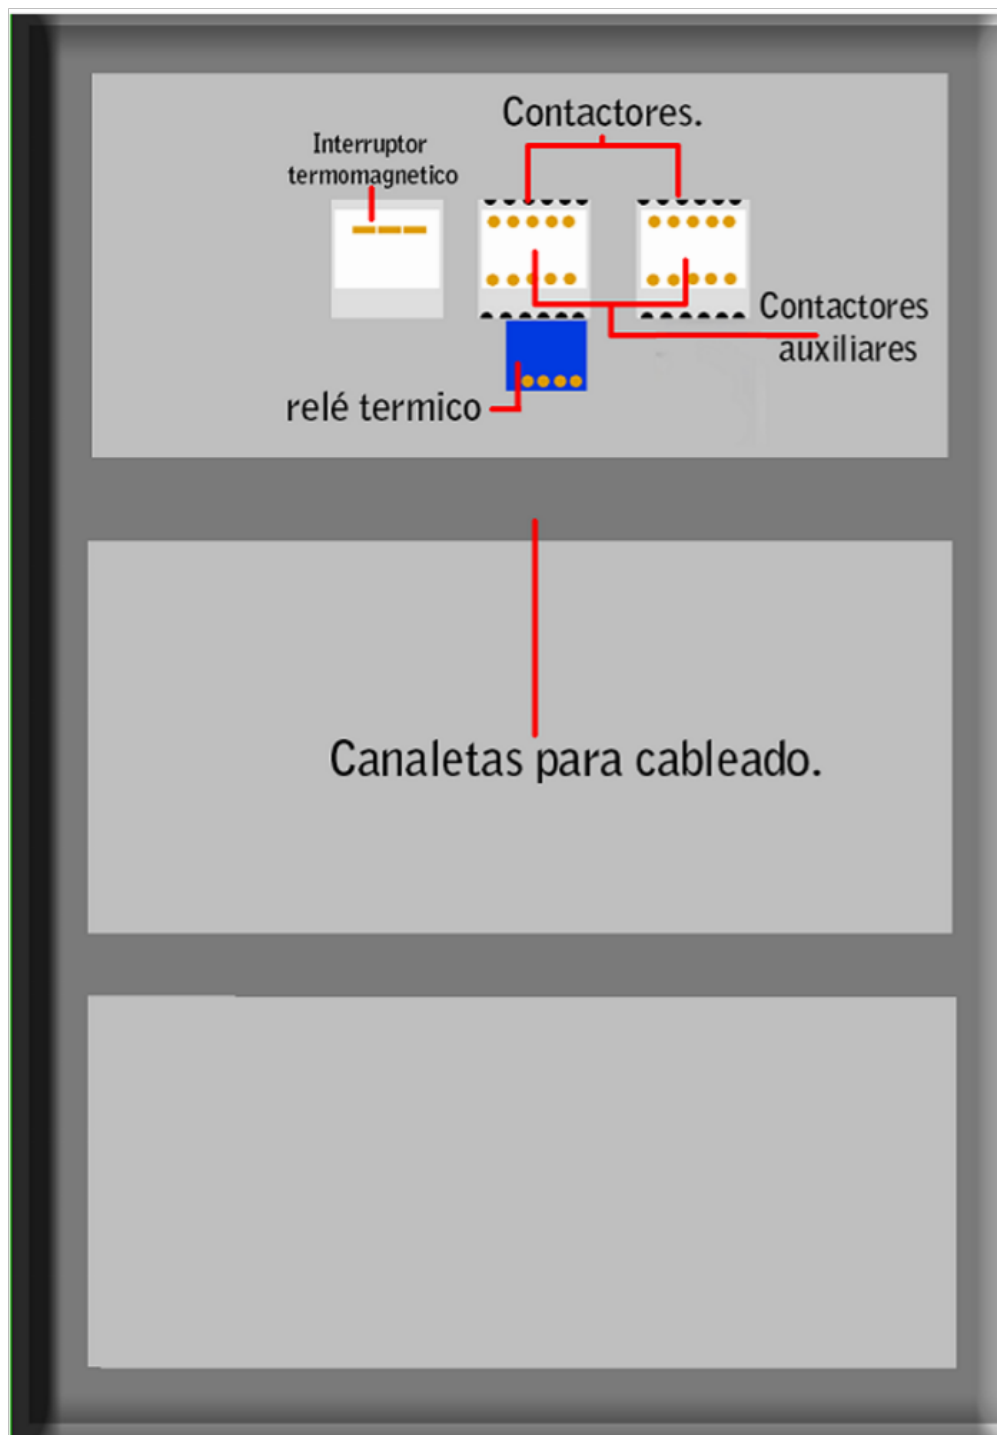 Contactores.
Interruptor
termomagnetico
Contactores
auxiliares
relé termico
Canaletas para cableado.